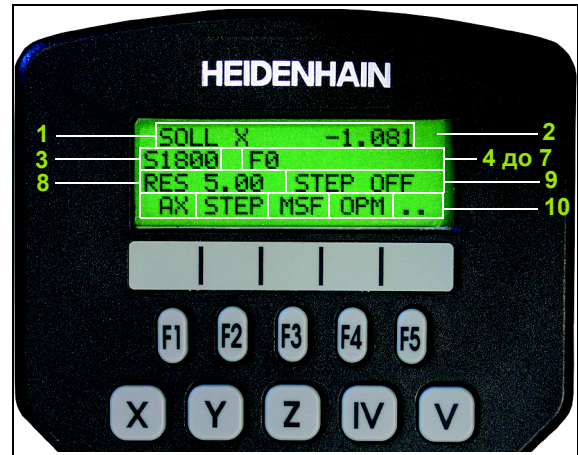 HEIDENHAIN
1 SOLL X -1.081 2
3 S1800 F0 4 до 7
8 RES 5.00 STEP OFF 9
AX STEP MSF OPM .. 10
F1 F2 F3 F4 F5
X Y Z IV V